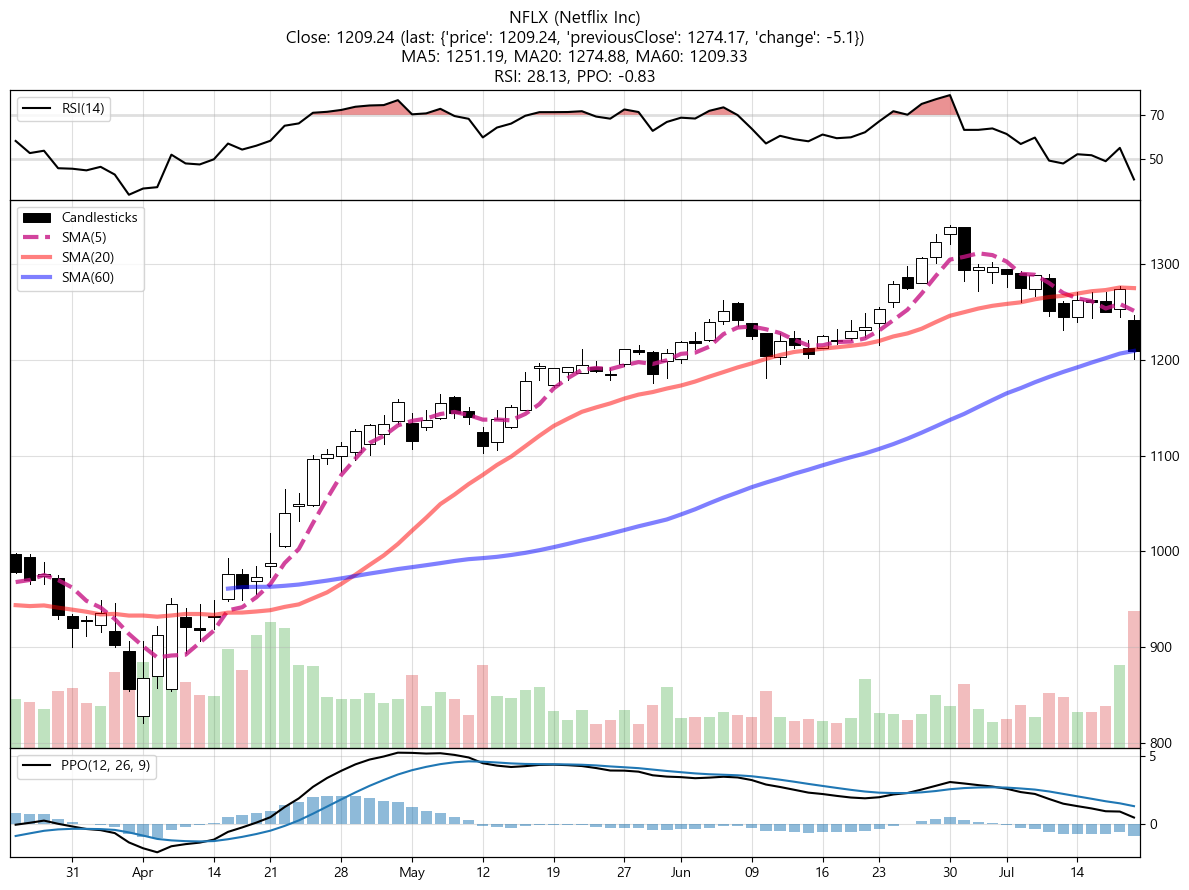 NFLX (Netflix Inc)
Close: 1209.24 (last: {'price': 1209.24, 'previousClose': 1274.17, 'change': -5.1})
MA5: 1251.19, MA20: 1274.88, MA60: 1209.33
RSI: 28.13, PPO: -0.83
RSI(14)
70
50
Candlesticks
SMA(5)
SMA(20)
SMA(60)
1300
1200
1100
1000
900
800
PPO(12, 26, 9)
5
0
31 Apr 14 21 28 May 12 19 27 Jun 09 16 23 30 Jul 14